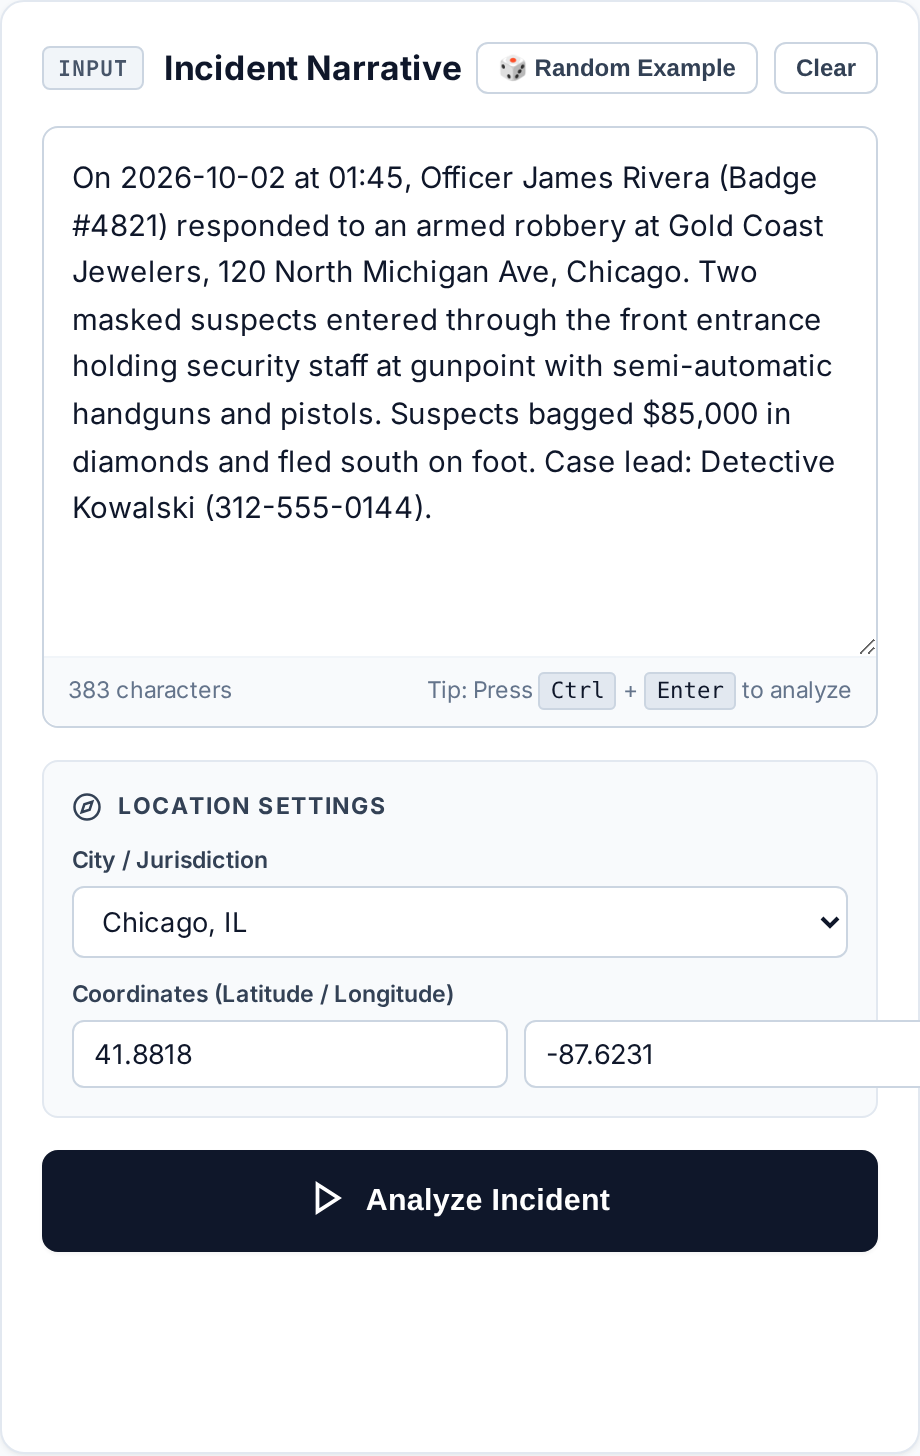 INPUT Incident Narrative 🎲 Random Example Clear
On 2026-10-02 at 01:45, Officer James Rivera (Badge
#4821) responded to an armed robbery at Gold Coast
Jewelers, 120 North Michigan Ave, Chicago. Two
masked suspects entered through the front entrance
holding security staff at gunpoint with semi-automatic
handguns and pistols. Suspects bagged $85,000 in
diamonds and fled south on foot. Case lead: Detective
Kowalski (312-555-0144).
383 characters Tip: Press Ctrl + Enter to analyze
LOCATION SETTINGS
City / Jurisdiction
Chicago, IL
Coordinates (Latitude / Longitude)
41.8818 -87.6231
Analyze Incident